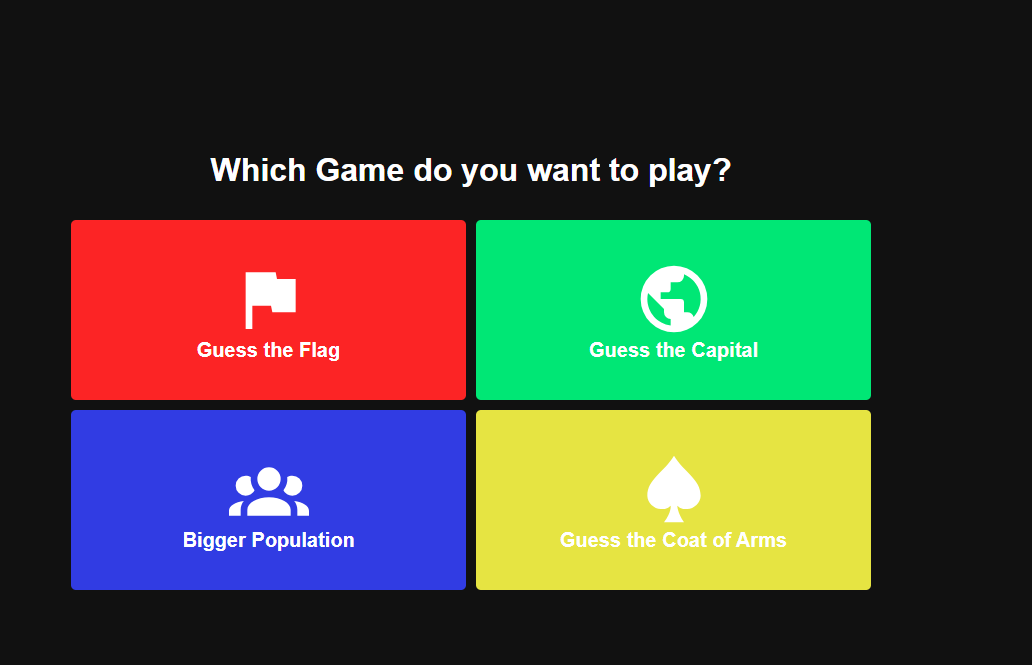 Which Game do you want to play?
Guess the Flag
Guess the Capital
Bigger Population
Guess the Coat of Arms